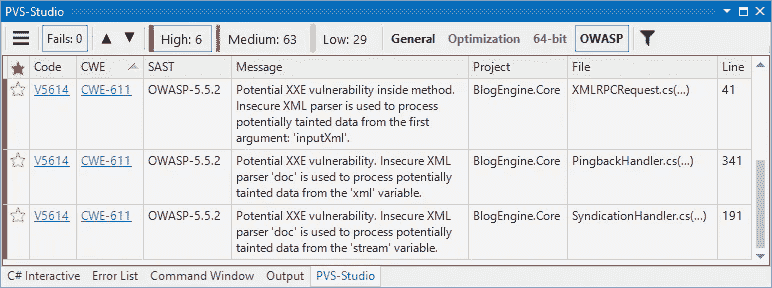 PVS-Studio
Fails: 0 High: 6 Medium: 63 Low: 29 General Optimization 64-bit OWASP
Code CWE SAST Message Project File Line
V5614 CWE-611 OWASP-5.5.2 Potential XXE vulnerability inside method. BlogEngine.Core XMLRPCRequest.cs(...) 41
Insecure XML parser is used to process
potentially tainted data from the first
argument: 'inputXml'.
V5614 CWE-611 OWASP-5.5.2 Potential XXE vulnerability. Insecure XML BlogEngine.Core PingbackHandler.cs(...) 341
parser 'doc' is used to process potentially
tainted data from the 'xml' variable.
V5614 CWE-611 OWASP-5.5.2 Potential XXE vulnerability. Insecure XML BlogEngine.Core SyndicationHandler.cs(...) 191
parser 'doc' is used to process potentially
tainted data from the 'stream' variable.
C# Interactive Error List Command Window Output PVS-Studio